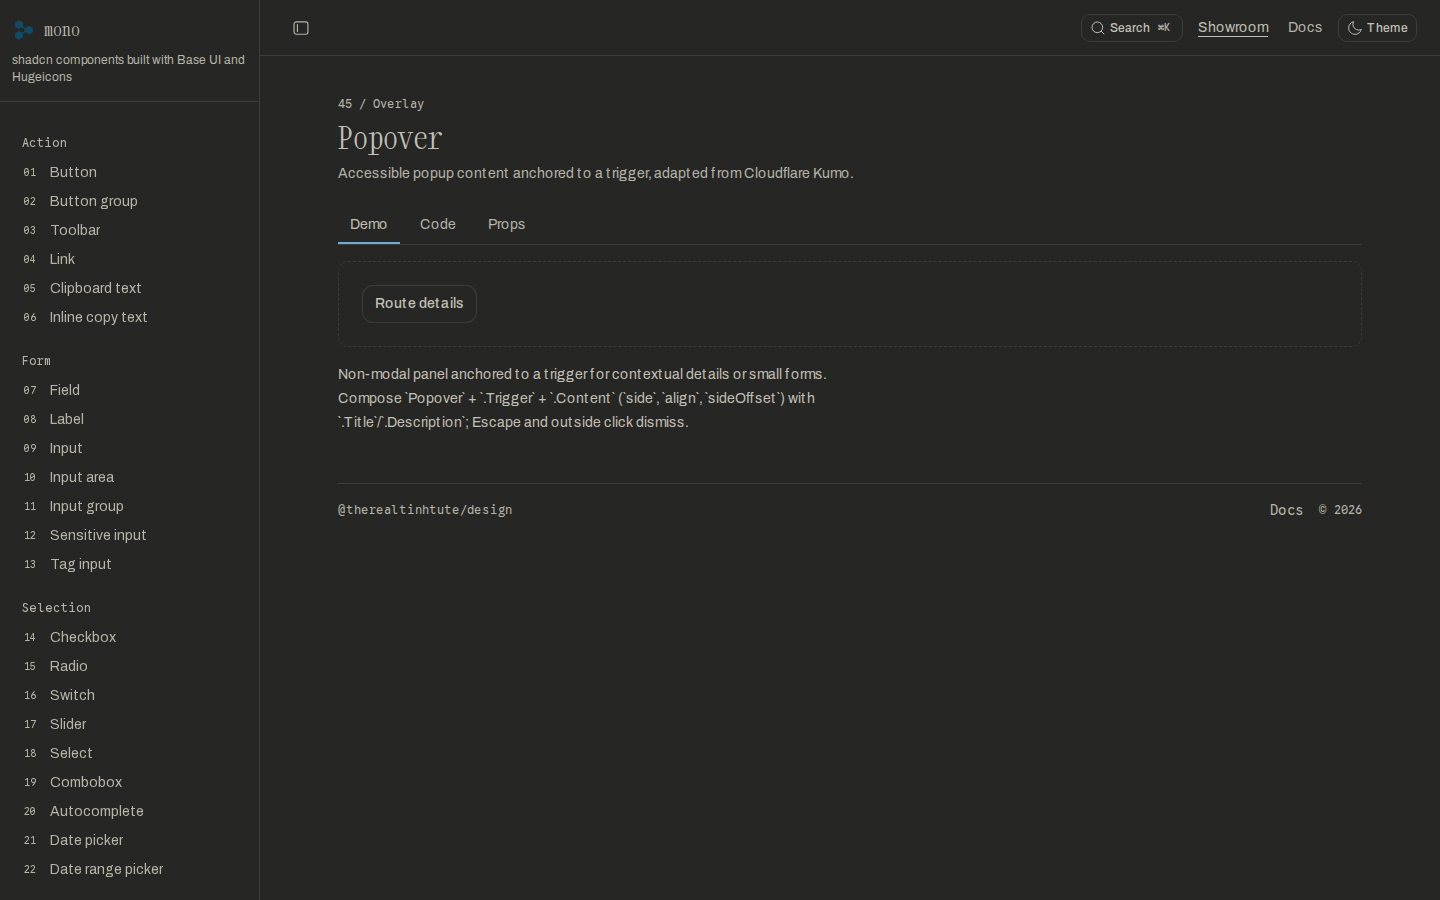 mono
shadcn components built with Base UI and
Hugeicons
Action
01 Button
02 Button group
03 Toolbar
04 Link
05 Clipboard text
06 Inline copy text
Form
07 Field
08 Label
09 Input
10 Input area
11 Input group
12 Sensitive input
13 Tag input
Selection
14 Checkbox
15 Radio
16 Switch
17 Slider
18 Select
19 Combobox
20 Autocomplete
21 Date picker
22 Date range picker
Search ⌘K Showroom Docs Theme
45 / Overlay
Popover
Accessible popup content anchored to a trigger, adapted from Cloudflare Kumo.
Demo Code Props
Route details
Non-modal panel anchored to a trigger for contextual details or small forms.
Compose `Popover` + `.Trigger` + `.Content` (`side`, `align`, `sideOffset`) with
`.Title`/`.Description`; Escape and outside click dismiss.
@therealtinhtute/design Docs © 2026